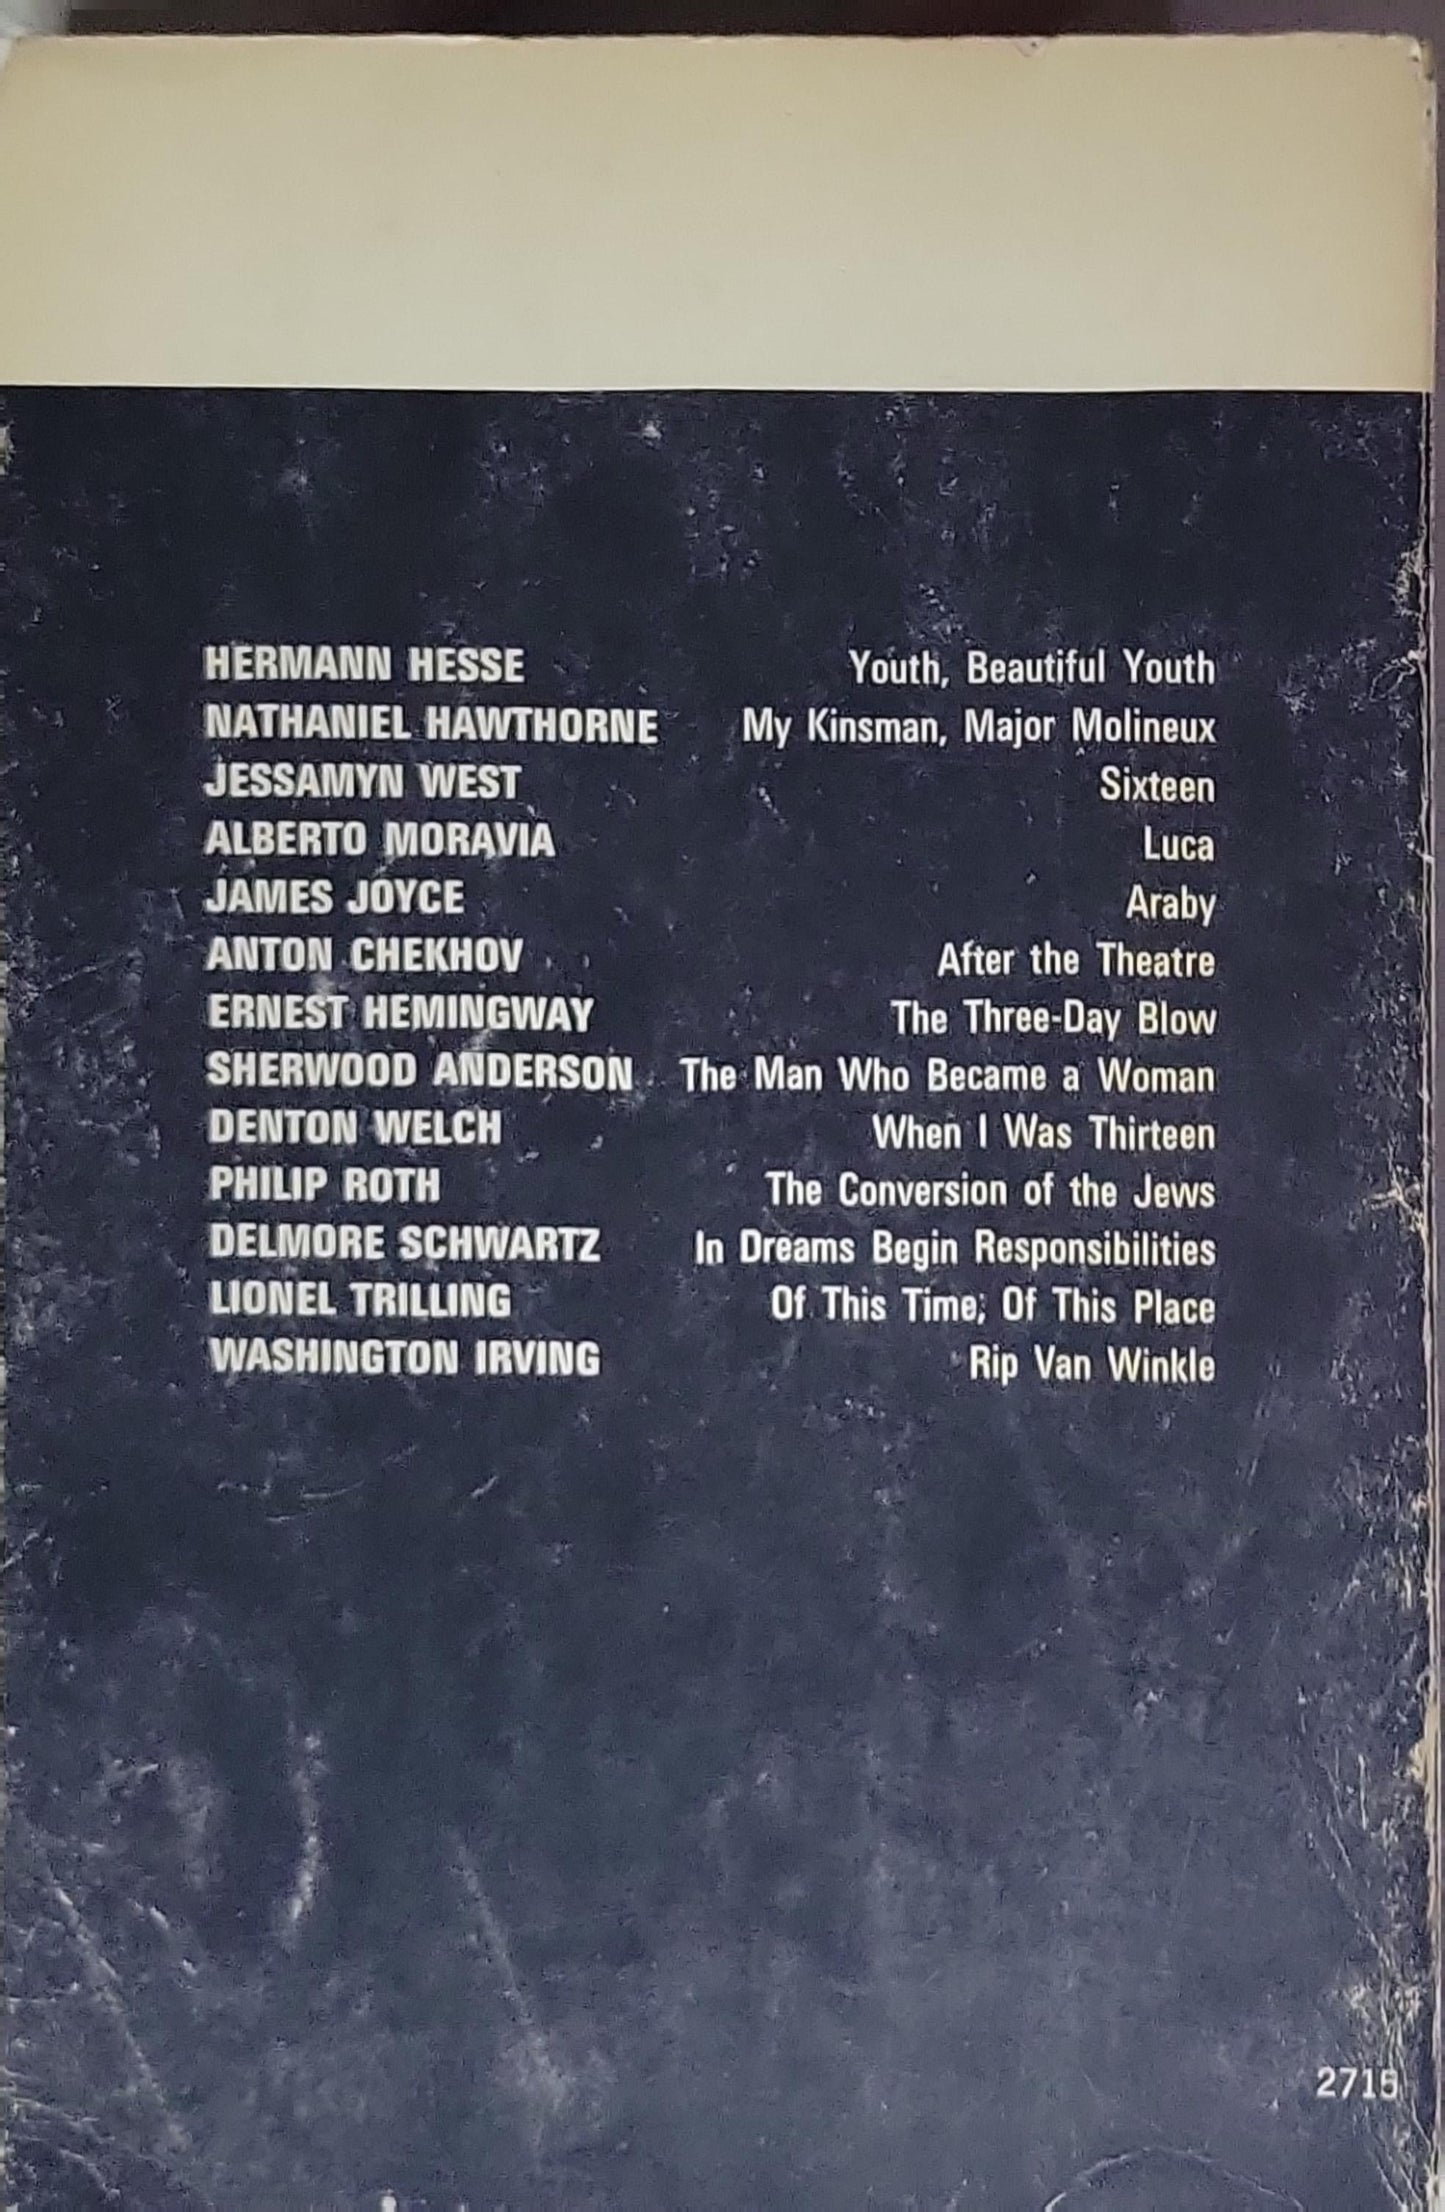 HERMANN HESSE Youth, Beautiful Youth
NATHANIEL HAWTHORNE My Kinsman, Major Molineux
JESSAMYN WEST Sixteen
ALBERTO MORAVIA Luca
JAMES JOYCE Araby
ANTON CHEKHOV After the Theatre
ERNEST HEMINGWAY The Three-Day Blow
SHERWOOD ANDERSON The Man Who Became a Woman
DENTON WELCH When I Was Thirteen
PHILIP ROTH The Conversion of the Jews
DELMORE SCHWARTZ In Dreams Begin Responsibilities
LIONEL TRILLING Of This Time, Of This Place
WASHINGTON IRVING Rip Van Winkle
2715